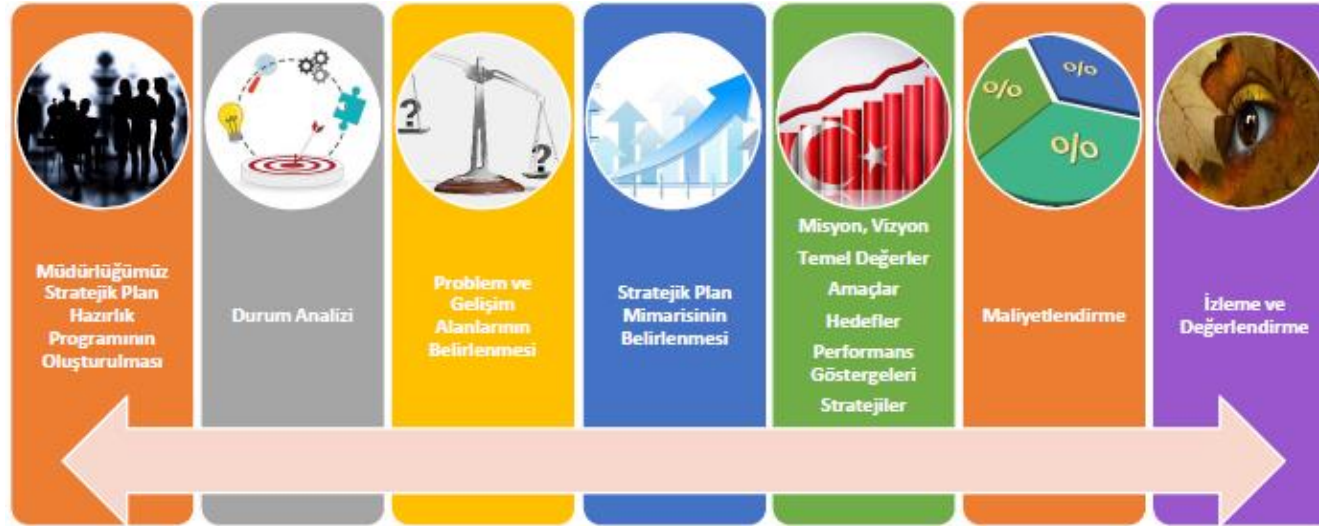 Müdürlüğümüz
Stratejik Plan
Hazırlık
Programının
Oluşturulması
Durum Analizi
?
?
Problem ve
Gelişim
Alanlarının
Belirlenmesi
Stratejik Plan
Mimarisinin
Belirlenmesi
Misyon, Vizyon
Temel Değerler
Amaçlar
Hedefler
Performans
Göstergeleri
Stratejiler
%
%
%
Maliyetlendirme
İzleme ve
Değerlendirme